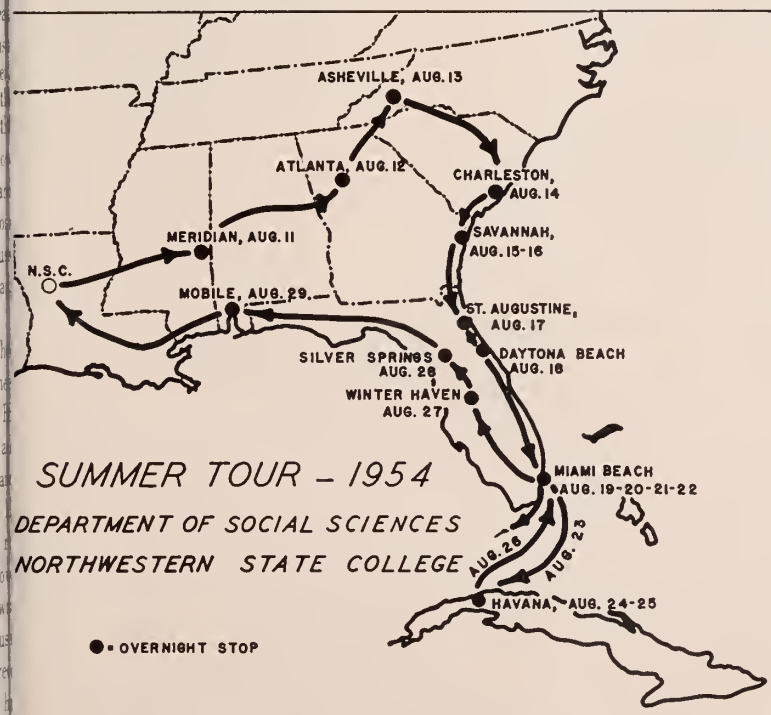 ASHEVILLE, AUG. 13
ATLANTA, AUG. 12
CHARLESTON,
AUG. 14
MERIDIAN, AUG. 11
SAVANNAH,
AUG. 15-16
N.S.C.
MOBILE, AUG. 29
ST. AUGUSTINE,
AUG. 17
SILVER SPRINGS
AUG. 28
DAYTONA BEACH
AUG. 18
WINTER HAVEN
AUG. 27
MIAMI BEACH
AUG. 19-20-21-22
SUMMER TOUR - 1954
DEPARTMENT OF SOCIAL SCIENCES
NORTHWESTERN STATE COLLEGE
AUG. 26
AUG. 23
HAVANA, AUG. 24-25
● = OVERNIGHT STOP